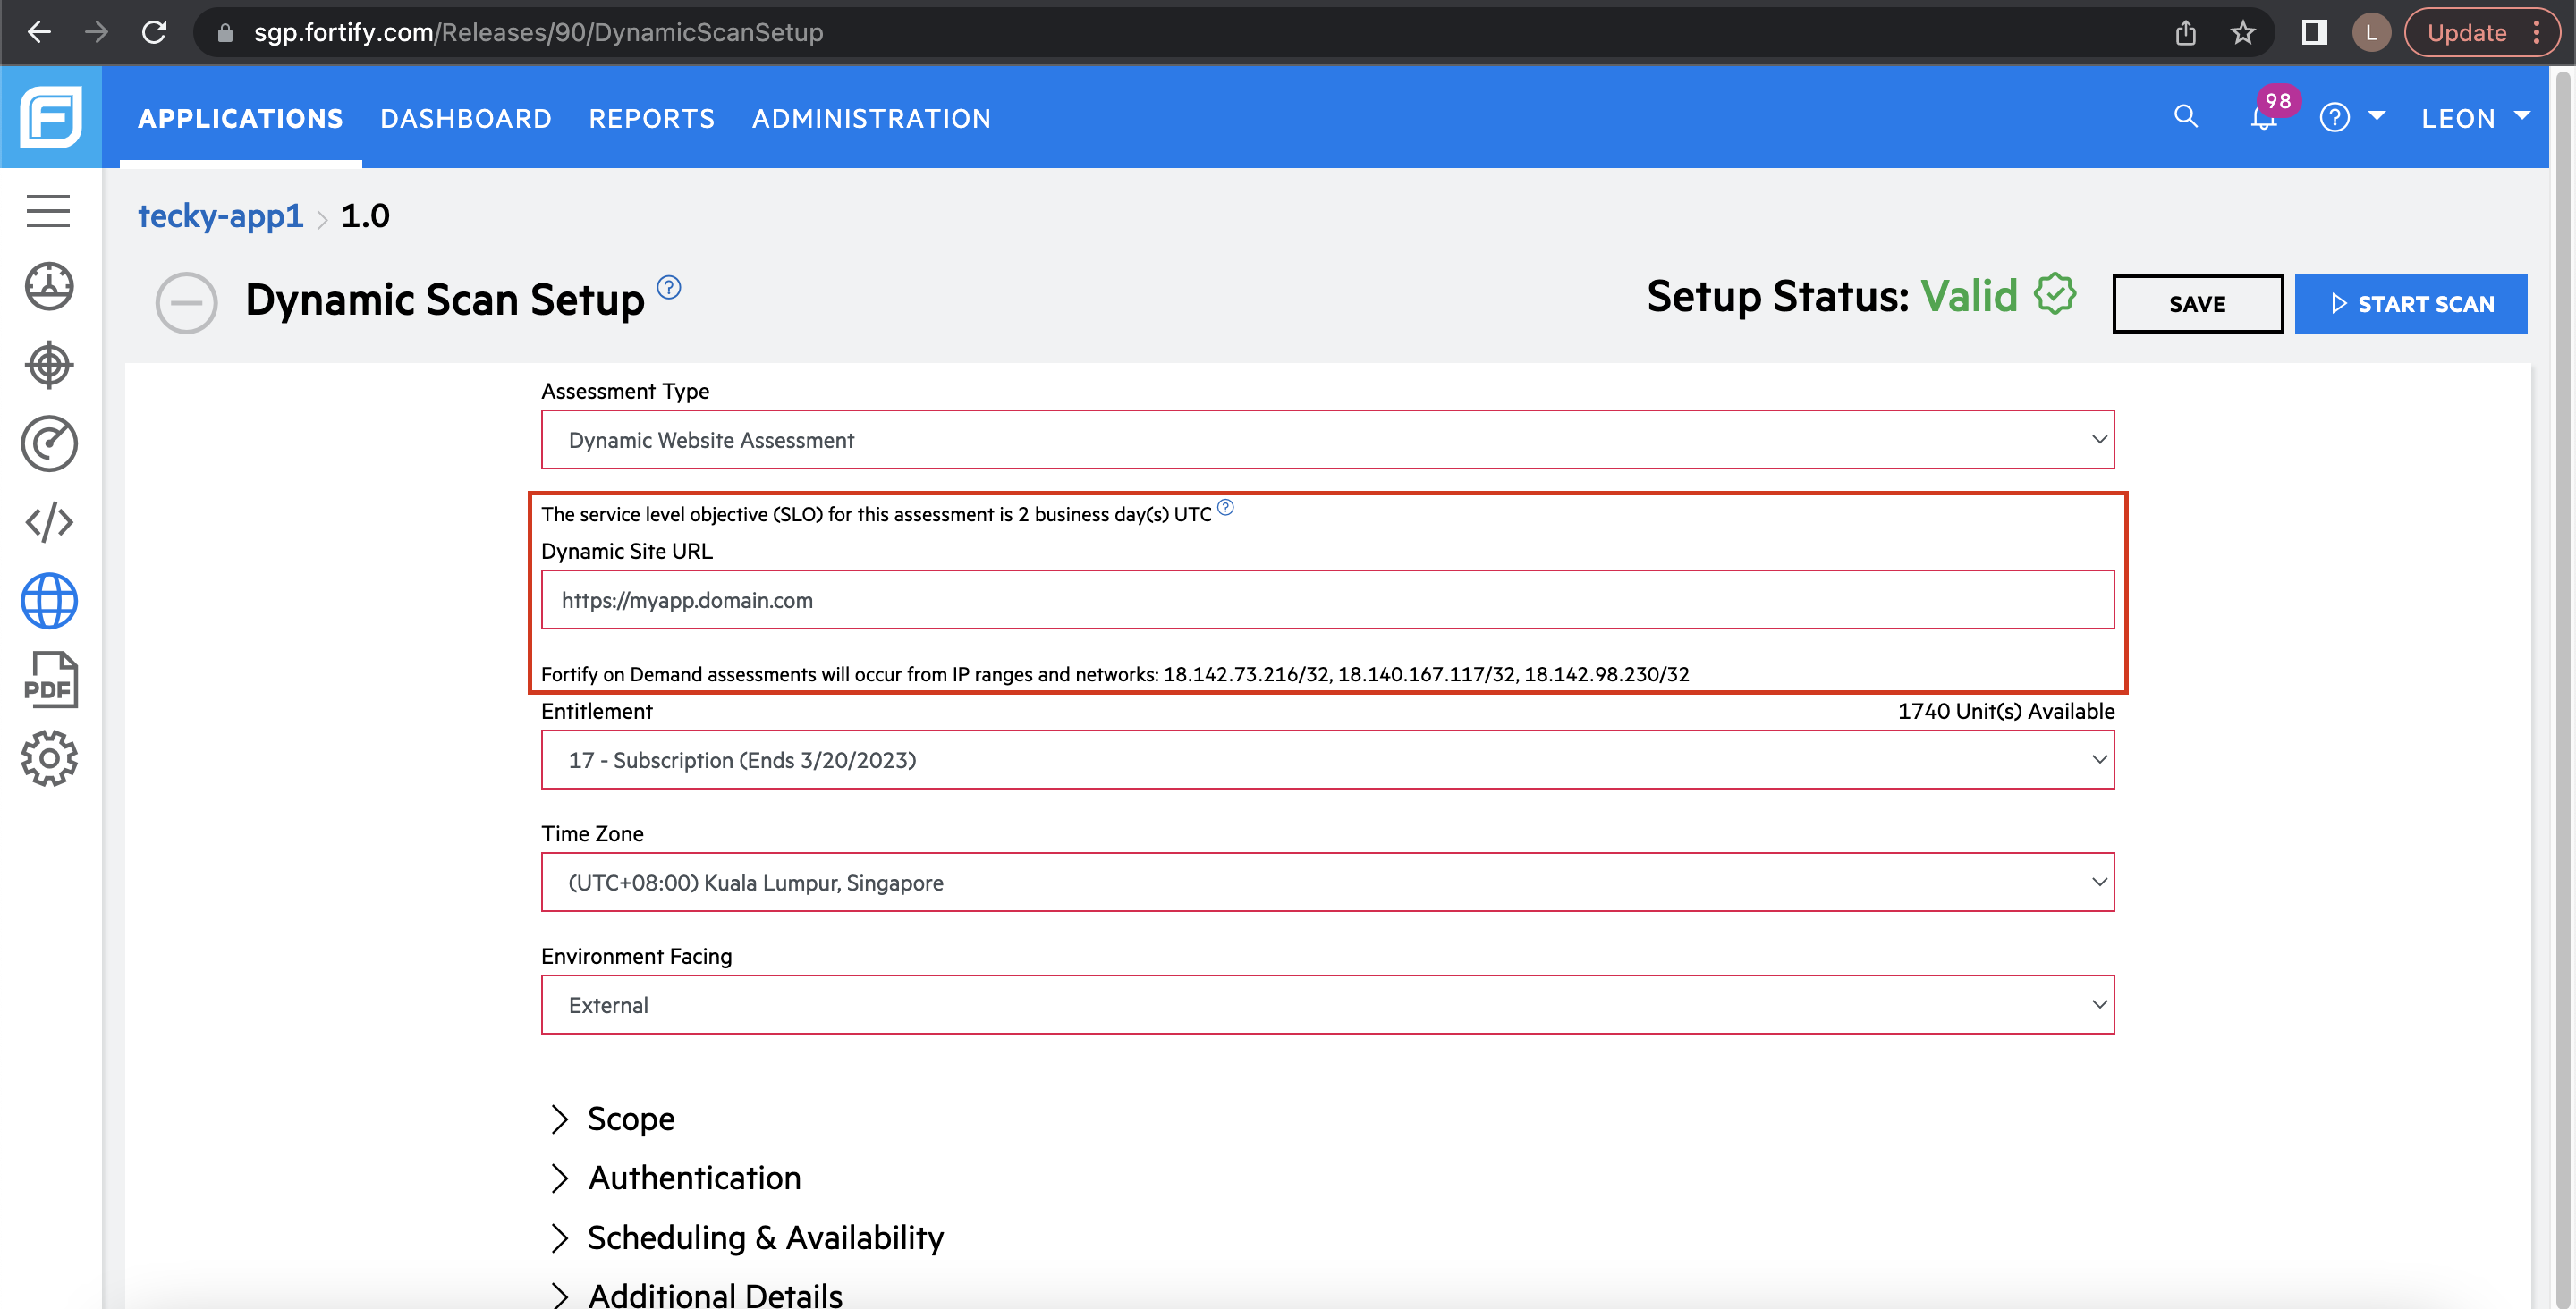 sgp.fortify.com/Releases/90/DynamicScanSetup
L
Update
APPLICATIONS DASHBOARD REPORTS ADMINISTRATION
98
LEON
tecky-app1 > 1.0
Dynamic Scan Setup ?
Setup Status: Valid
SAVE
START SCAN
Assessment Type
Dynamic Website Assessment
The service level objective (SLO) for this assessment is 2 business day(s) UTC ?
Dynamic Site URL
https://myapp.domain.com
Fortify on Demand assessments will occur from IP ranges and networks: 18.142.73.216/32, 18.140.167.117/32, 18.142.98.230/32
Entitlement
1740 Unit(s) Available
17 - Subscription (Ends 3/20/2023)
Time Zone
(UTC+08:00) Kuala Lumpur, Singapore
Environment Facing
External
Scope
Authentication
Scheduling & Availability
Additional Details
PDF